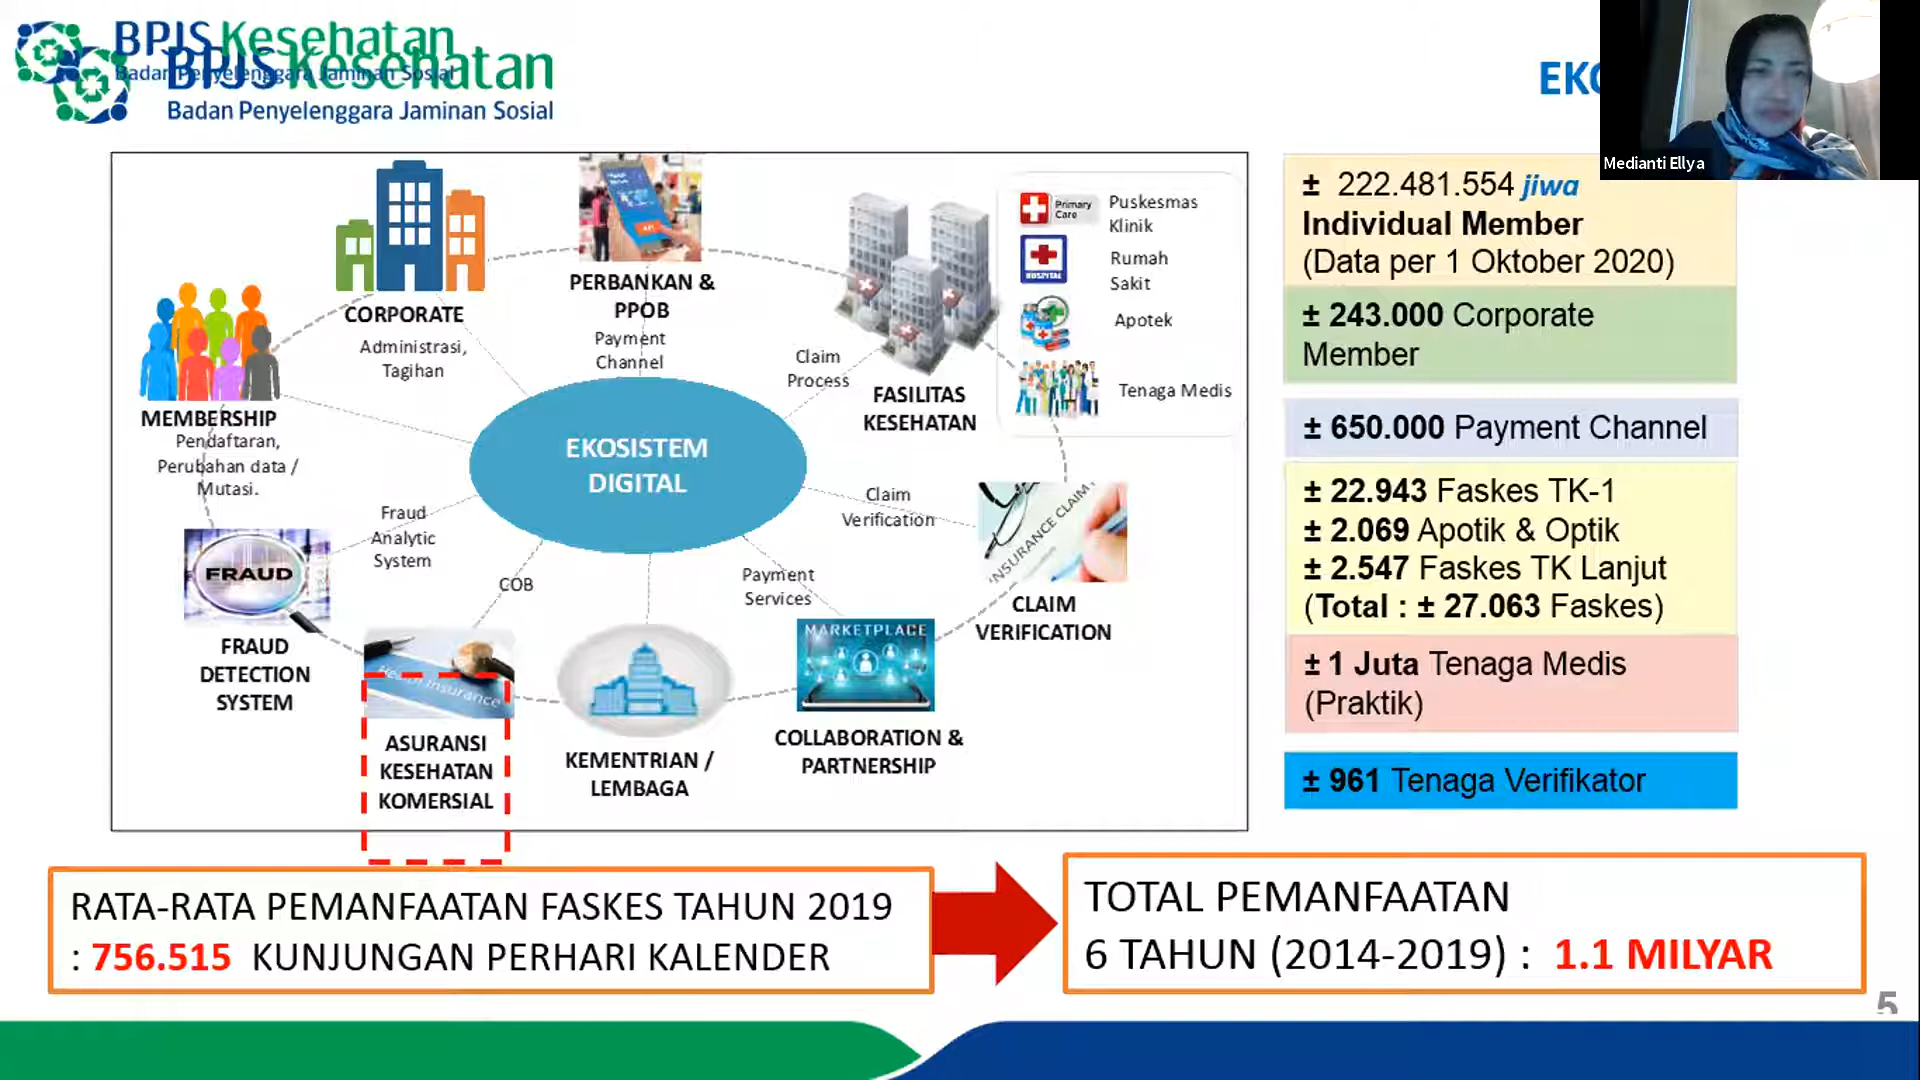 BPJS Kesehatan
Badan Penyelenggara Jaminan Sosial
BPJS Kesehatan
Badan Penyelenggara Jaminan Sosial
Medianti Ellya
CORPORATE
Administrasi,
Tagihan
PERBANKAN &
PPOB
Payment
Channel
Claim
Process
FASILITAS
KESEHATAN
Primary
Care
Puskesmas
Klinik
HOSPITAL
Rumah
Sakit
Apotek
Tenaga Medis
MEMBERSHIP
Pendaftaran,
Perubahan data /
Mutasi.
EKOSISTEM
DIGITAL
Claim
Verification
INSURANCE CLAIM
CLAIM
VERIFICATION
Fraud
Analytic
System
FRAUD
FRAUD
DETECTION
SYSTEM
COB
Health Insurance
ASURANSI
KESEHATAN
KOMERSIAL
KEMENTRIAN /
LEMBAGA
Payment
Services
MARKETPLACE
COLLABORATION &
PARTNERSHIP
± 222.481.554 jiwa
Individual Member
(Data per 1 Oktober 2020)
± 243.000 Corporate
Member
± 650.000 Payment Channel
± 22.943 Faskes TK-1
± 2.069 Apotik & Optik
± 2.547 Faskes TK Lanjut
(Total : ± 27.063 Faskes)
± 1 Juta Tenaga Medis
(Praktik)
± 961 Tenaga Verifikator
RATA-RATA PEMANFAATAN FASKES TAHUN 2019
: 756.515 KUNJUNGAN PERHARI KALENDER
TOTAL PEMANFAATAN
6 TAHUN (2014-2019) : 1.1 MILYAR
5